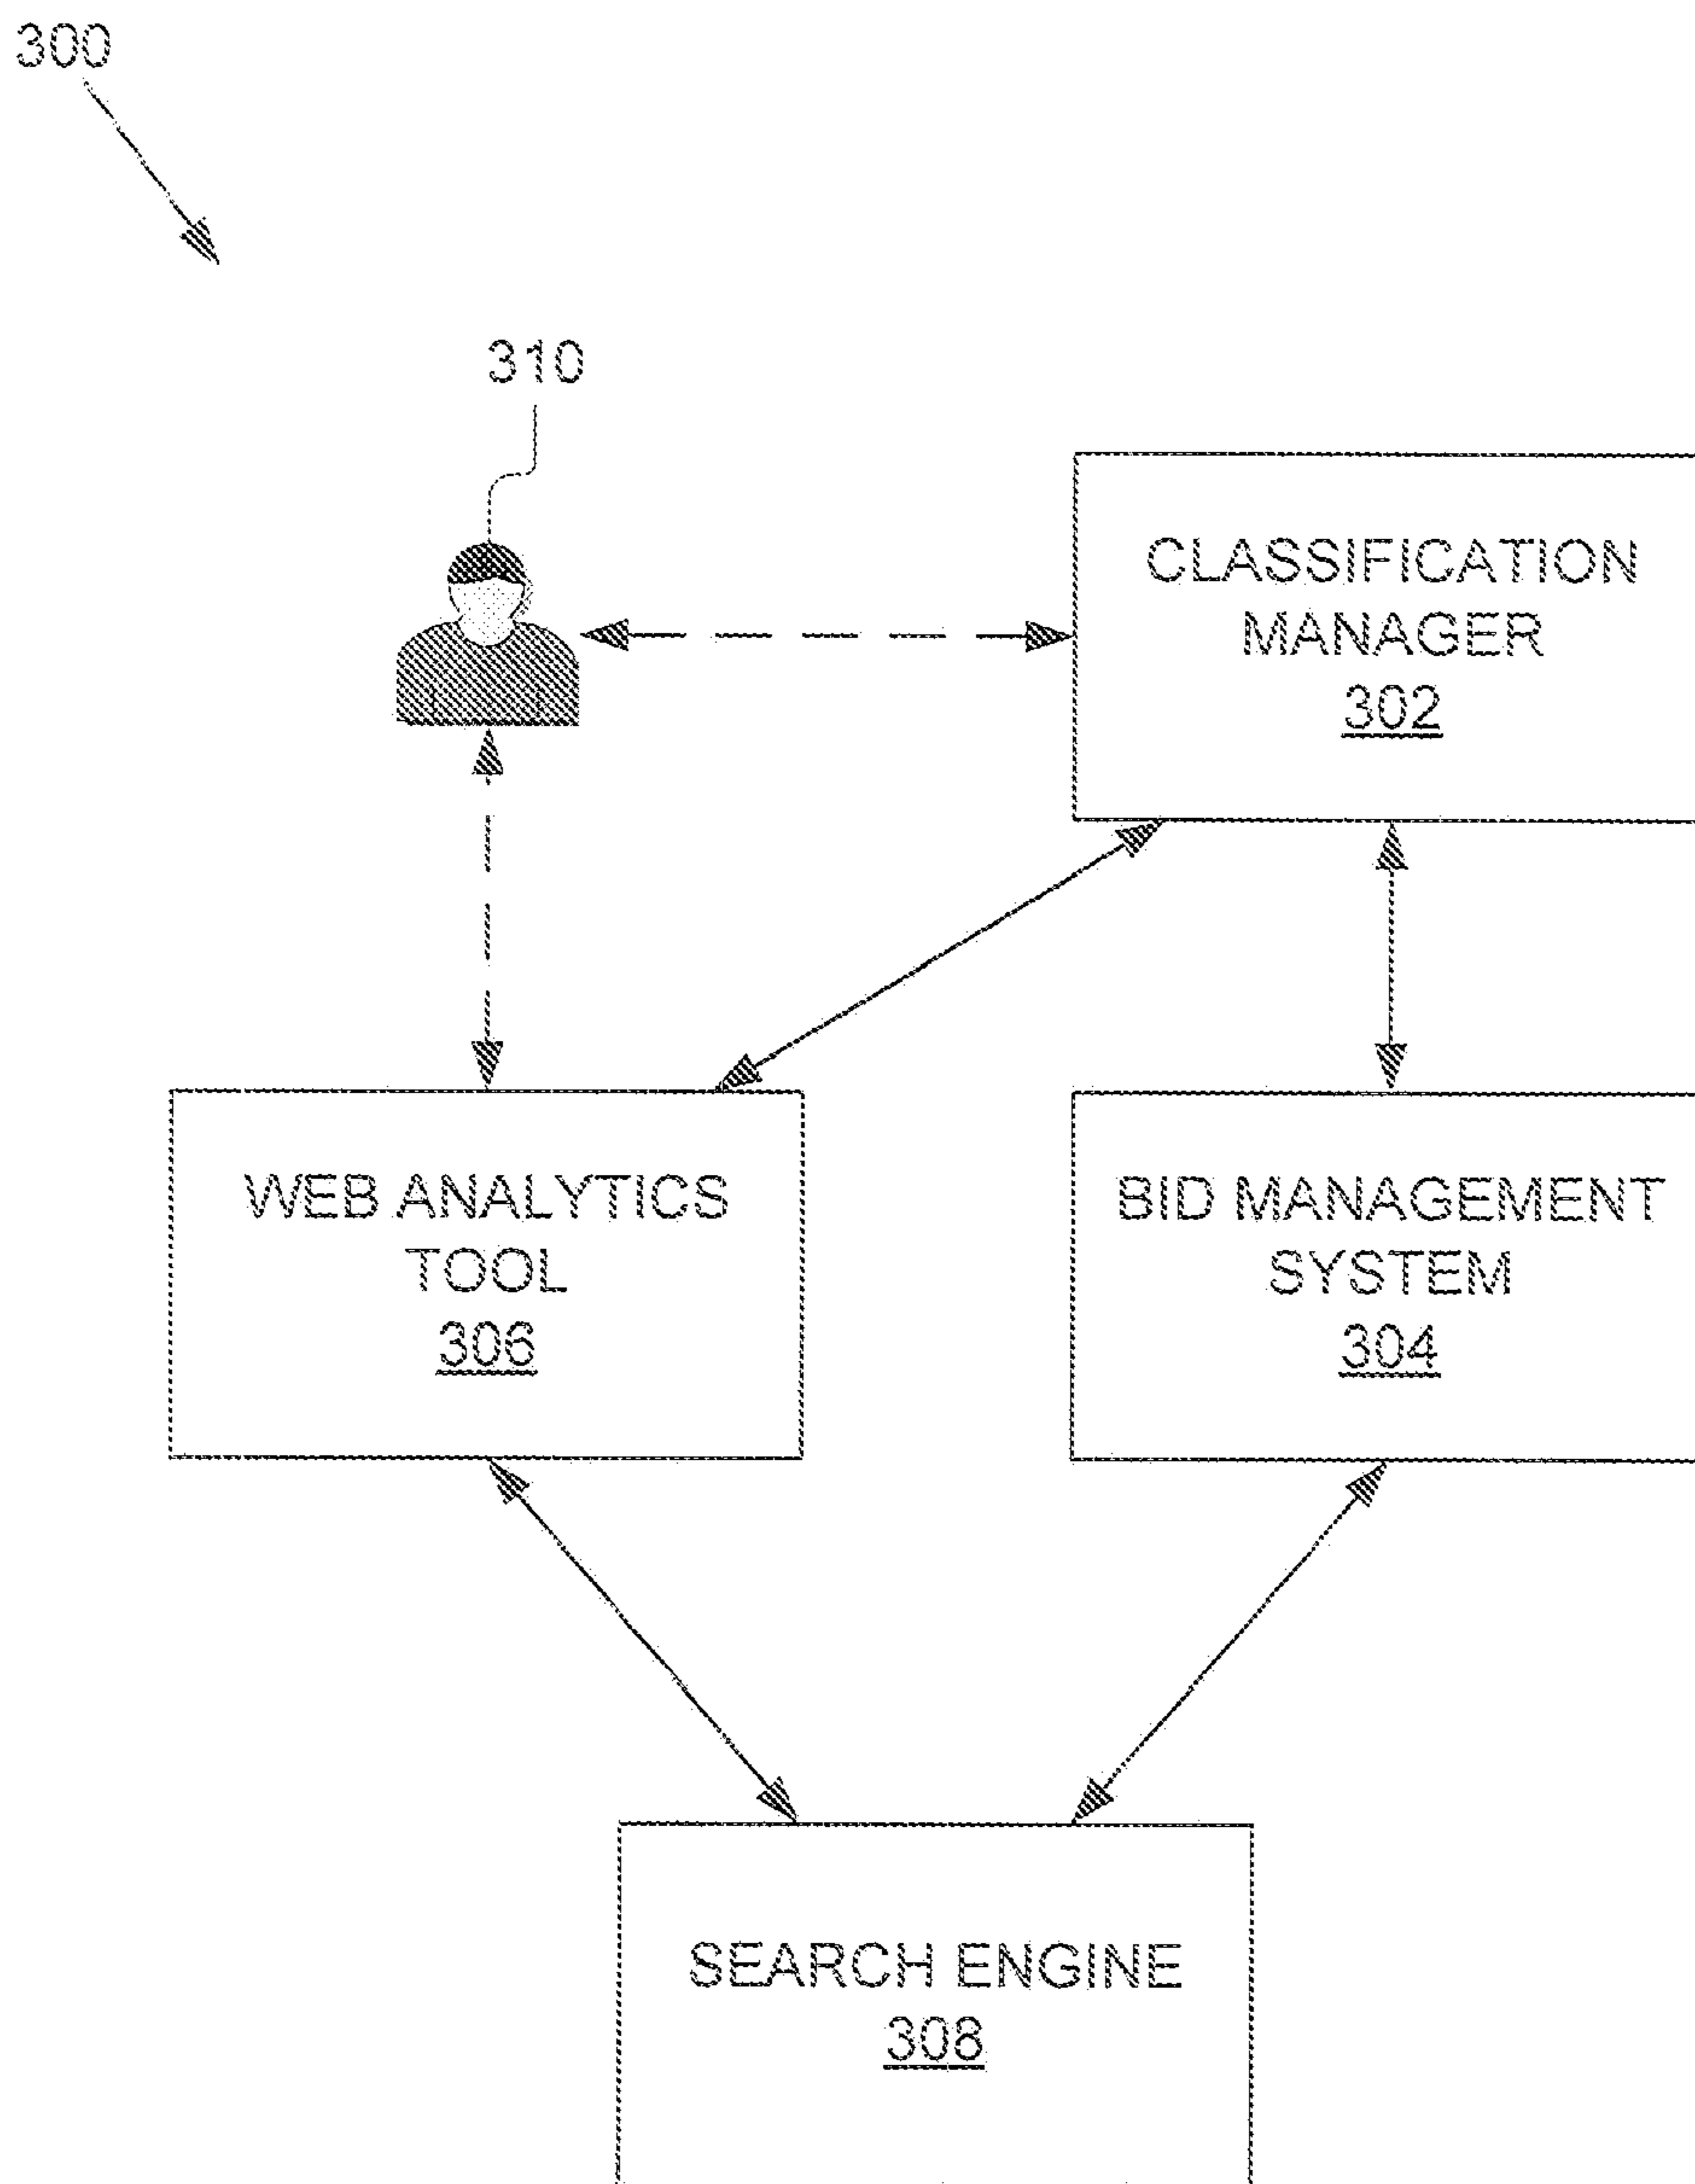 300
310
CLASSIFICATION
MANAGER
302
WEB ANALYTICS
TOOL
306
BID MANAGEMENT
SYSTEM
304
SEARCH ENGINE
308